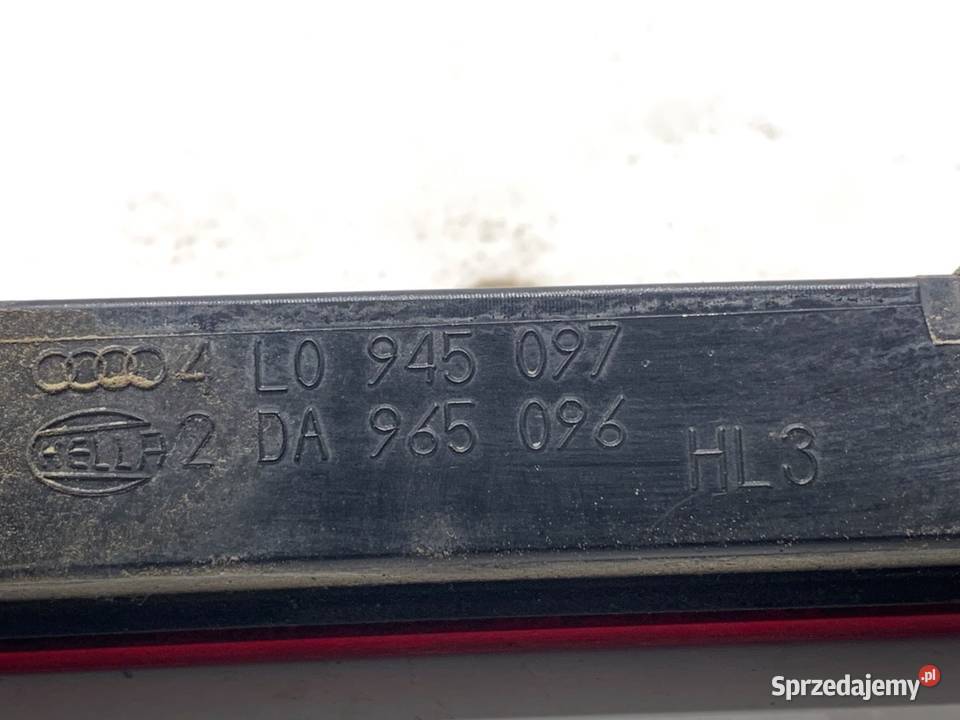 4 L0 945 097
HELLA 2 DA 965 096
HL3
Sprzedajemy.pl